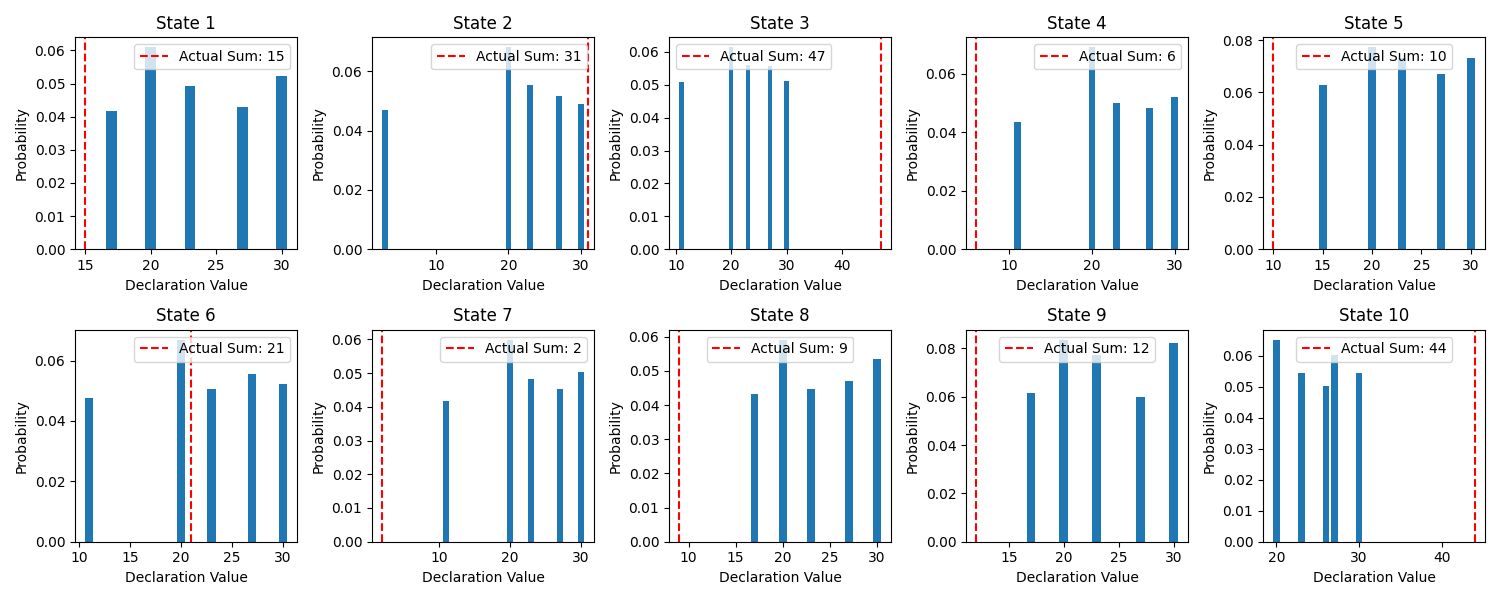 State 1
Actual Sum: 15
Probability
0.06
0.05
0.04
0.03
0.02
0.01
0.00
15 20 25 30
Declaration Value
State 2
Actual Sum: 31
Probability
0.06
0.04
0.02
0.00
10 20 30
Declaration Value
State 3
Actual Sum: 47
Probability
0.06
0.05
0.04
0.03
0.02
0.01
0.00
10 20 30 40
Declaration Value
State 4
Actual Sum: 6
Probability
0.06
0.04
0.02
0.00
10 20 30
Declaration Value
State 5
Actual Sum: 10
Probability
0.08
0.06
0.04
0.02
0.00
10 15 20 25 30
Declaration Value
State 6
Actual Sum: 21
Probability
0.06
0.04
0.02
0.00
10 15 20 25 30
Declaration Value
State 7
Actual Sum: 2
Probability
0.06
0.05
0.04
0.03
0.02
0.01
0.00
10 20 30
Declaration Value
State 8
Actual Sum: 9
Probability
0.06
0.05
0.04
0.03
0.02
0.01
0.00
10 15 20 25 30
Declaration Value
State 9
Actual Sum: 12
Probability
0.08
0.06
0.04
0.02
0.00
15 20 25 30
Declaration Value
State 10
Actual Sum: 44
Probability
0.06
0.05
0.04
0.03
0.02
0.01
0.00
20 30 40
Declaration Value